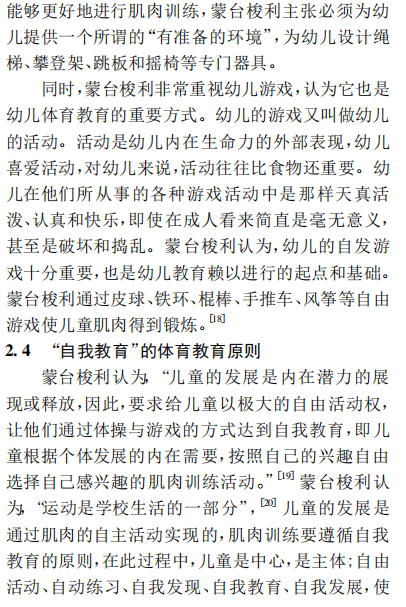 能够更好地进行肌肉训练,蒙台梭利主张必须为幼
儿提供一个所谓的“有准备的环境”,为幼儿设计绳
梯、攀登架、跳板和摇椅等专门器具。
同时,蒙台梭利非常重视幼儿游戏,认为它也是
幼儿体育教育的重要方式。幼儿的游戏又叫做幼儿
的活动。活动是幼儿内在生命力的外部表现,幼儿
喜爱活动,对幼儿来说,活动往往比食物还重要。幼
儿在他们所从事的各种游戏活动中是那样天真活
泼、认真和快乐,即使在成人看来简直是毫无意义,
甚至是破坏和捣乱。蒙台梭利认为,幼儿的自发游
戏十分重要,也是幼儿教育赖以进行的起点和基础。
蒙台梭利通过皮球、铁环、棍棒、手推车、风筝等自由
游戏使儿童肌肉得到锻炼。[18]
2.4 “自我教育”的体育教育原则
蒙台梭利认为,“儿童的发展是内在潜力的展
现或释放,因此,要求给儿童以极大的自由活动权,
让他们通过体操与游戏的方式达到自我教育,即儿
童根据个体发展的内在需要,按照自己的兴趣自由
选择自己感兴趣的肌肉训练活动。”[19]蒙台梭利认
为,“运动是学校生活的一部分”,[20]儿童的发展是
通过肌肉的自主活动实现的,肌肉训练要遵循自我
教育的原则,在此过程中,儿童是中心,是主体;自由
活动、自动练习、自我发现、自我教育、自我发展,使